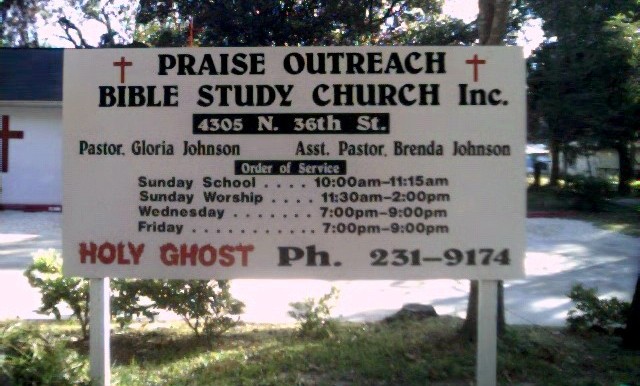 PRAISE OUTREACH
BIBLE STUDY CHURCH Inc.
4305 N. 36th St.
Pastor. Gloria Johnson Asst. Pastor. Brenda Johnson
Order of Service
Sunday School .... 10:00am-11:15am
Sunday Worship .... 11:30am-2:00pm
Wednesday ....... 7:00pm-9:00pm
Friday ............ 7:00pm-9:00pm
HOLY GHOST Ph. 231-9174